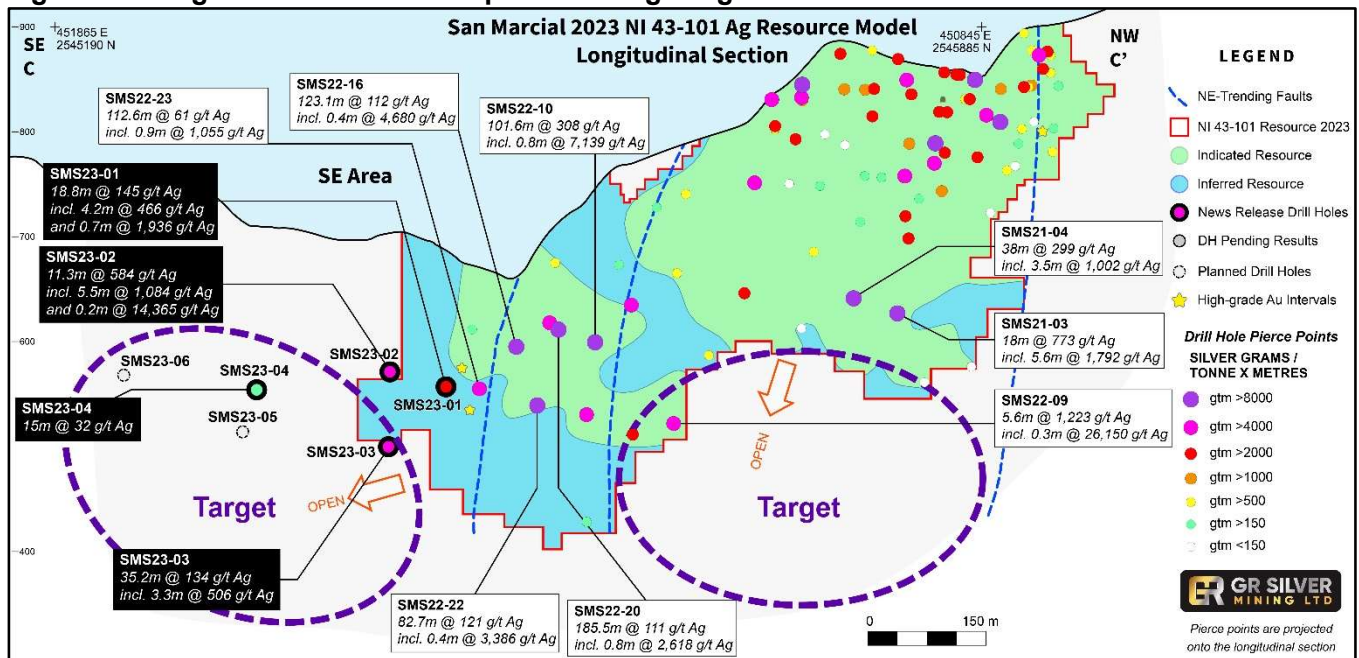 San Marcial 2023 NI 43-101 Ag Resource Model
Longitudinal Section
900
451865 E
2545190 N
SE
C
450845 E
2545885 N
NW
C'
800
700
600
500
400
SMS22-23
112.6m @ 61 g/t Ag
incl. 0.9m @ 1,055 g/t Ag
SMS22-16
123.1m @ 112 g/t Ag
incl. 0.4m @ 4,680 g/t Ag
SMS22-10
101.6m @ 308 g/t Ag
incl. 0.8m @ 7,139 g/t Ag
SMS23-01
18.8m @ 145 g/t Ag
incl. 4.2m @ 466 g/t Ag
and 0.7m @ 1,936 g/t Ag
SE Area
SMS23-02
11.3m @ 584 g/t Ag
incl. 5.5m @ 1,084 g/t Ag
and 0.2m @ 14,365 g/t Ag
SMS21-04
38m @ 299 g/t Ag
incl. 3.5m @ 1,002 g/t Ag
SMS21-03
18m @ 773 g/t Ag
incl. 5.6m @ 1,792 g/t Ag
SMS23-06
SMS23-04
SMS23-02
SMS23-01
SMS23-05
SMS23-03
SMS23-04
15m @ 32 g/t Ag
SMS22-09
5.6m @ 1,223 g/t Ag
incl. 0.3m @ 26,150 g/t Ag
OPEN
Target
OPEN
Target
SMS23-03
35.2m @ 134 g/t Ag
incl. 3.3m @ 506 g/t Ag
SMS22-22
82.7m @ 121 g/t Ag
incl. 0.4m @ 3,386 g/t Ag
SMS22-20
185.5m @ 111 g/t Ag
incl. 0.8m @ 2,618 g/t Ag
0 150 m
LEGEND
NE-Trending Faults
NI 43-101 Resource 2023
Indicated Resource
Inferred Resource
News Release Drill Holes
DH Pending Results
Planned Drill Holes
High-grade Au Intervals
Drill Hole Pierce Points
SILVER GRAMS /
TONNE X METRES
gtm >8000
gtm >4000
gtm >2000
gtm >1000
gtm >500
gtm >150
gtm <150
GR SILVER
MINING LTD
Pierce points are projected
onto the longitudinal section